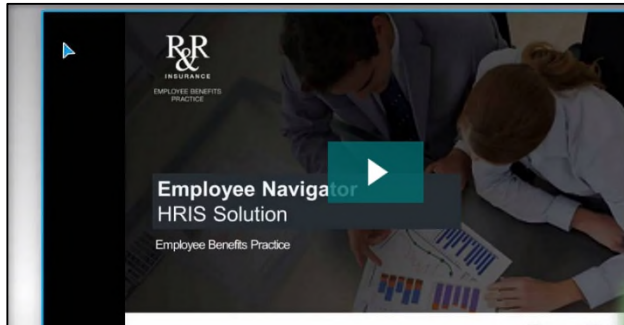 R&R
INSURANCE
EMPLOYEE BENEFITS
PRACTICE
Employee Navigator
HRIS Solution
Employee Benefits Practice